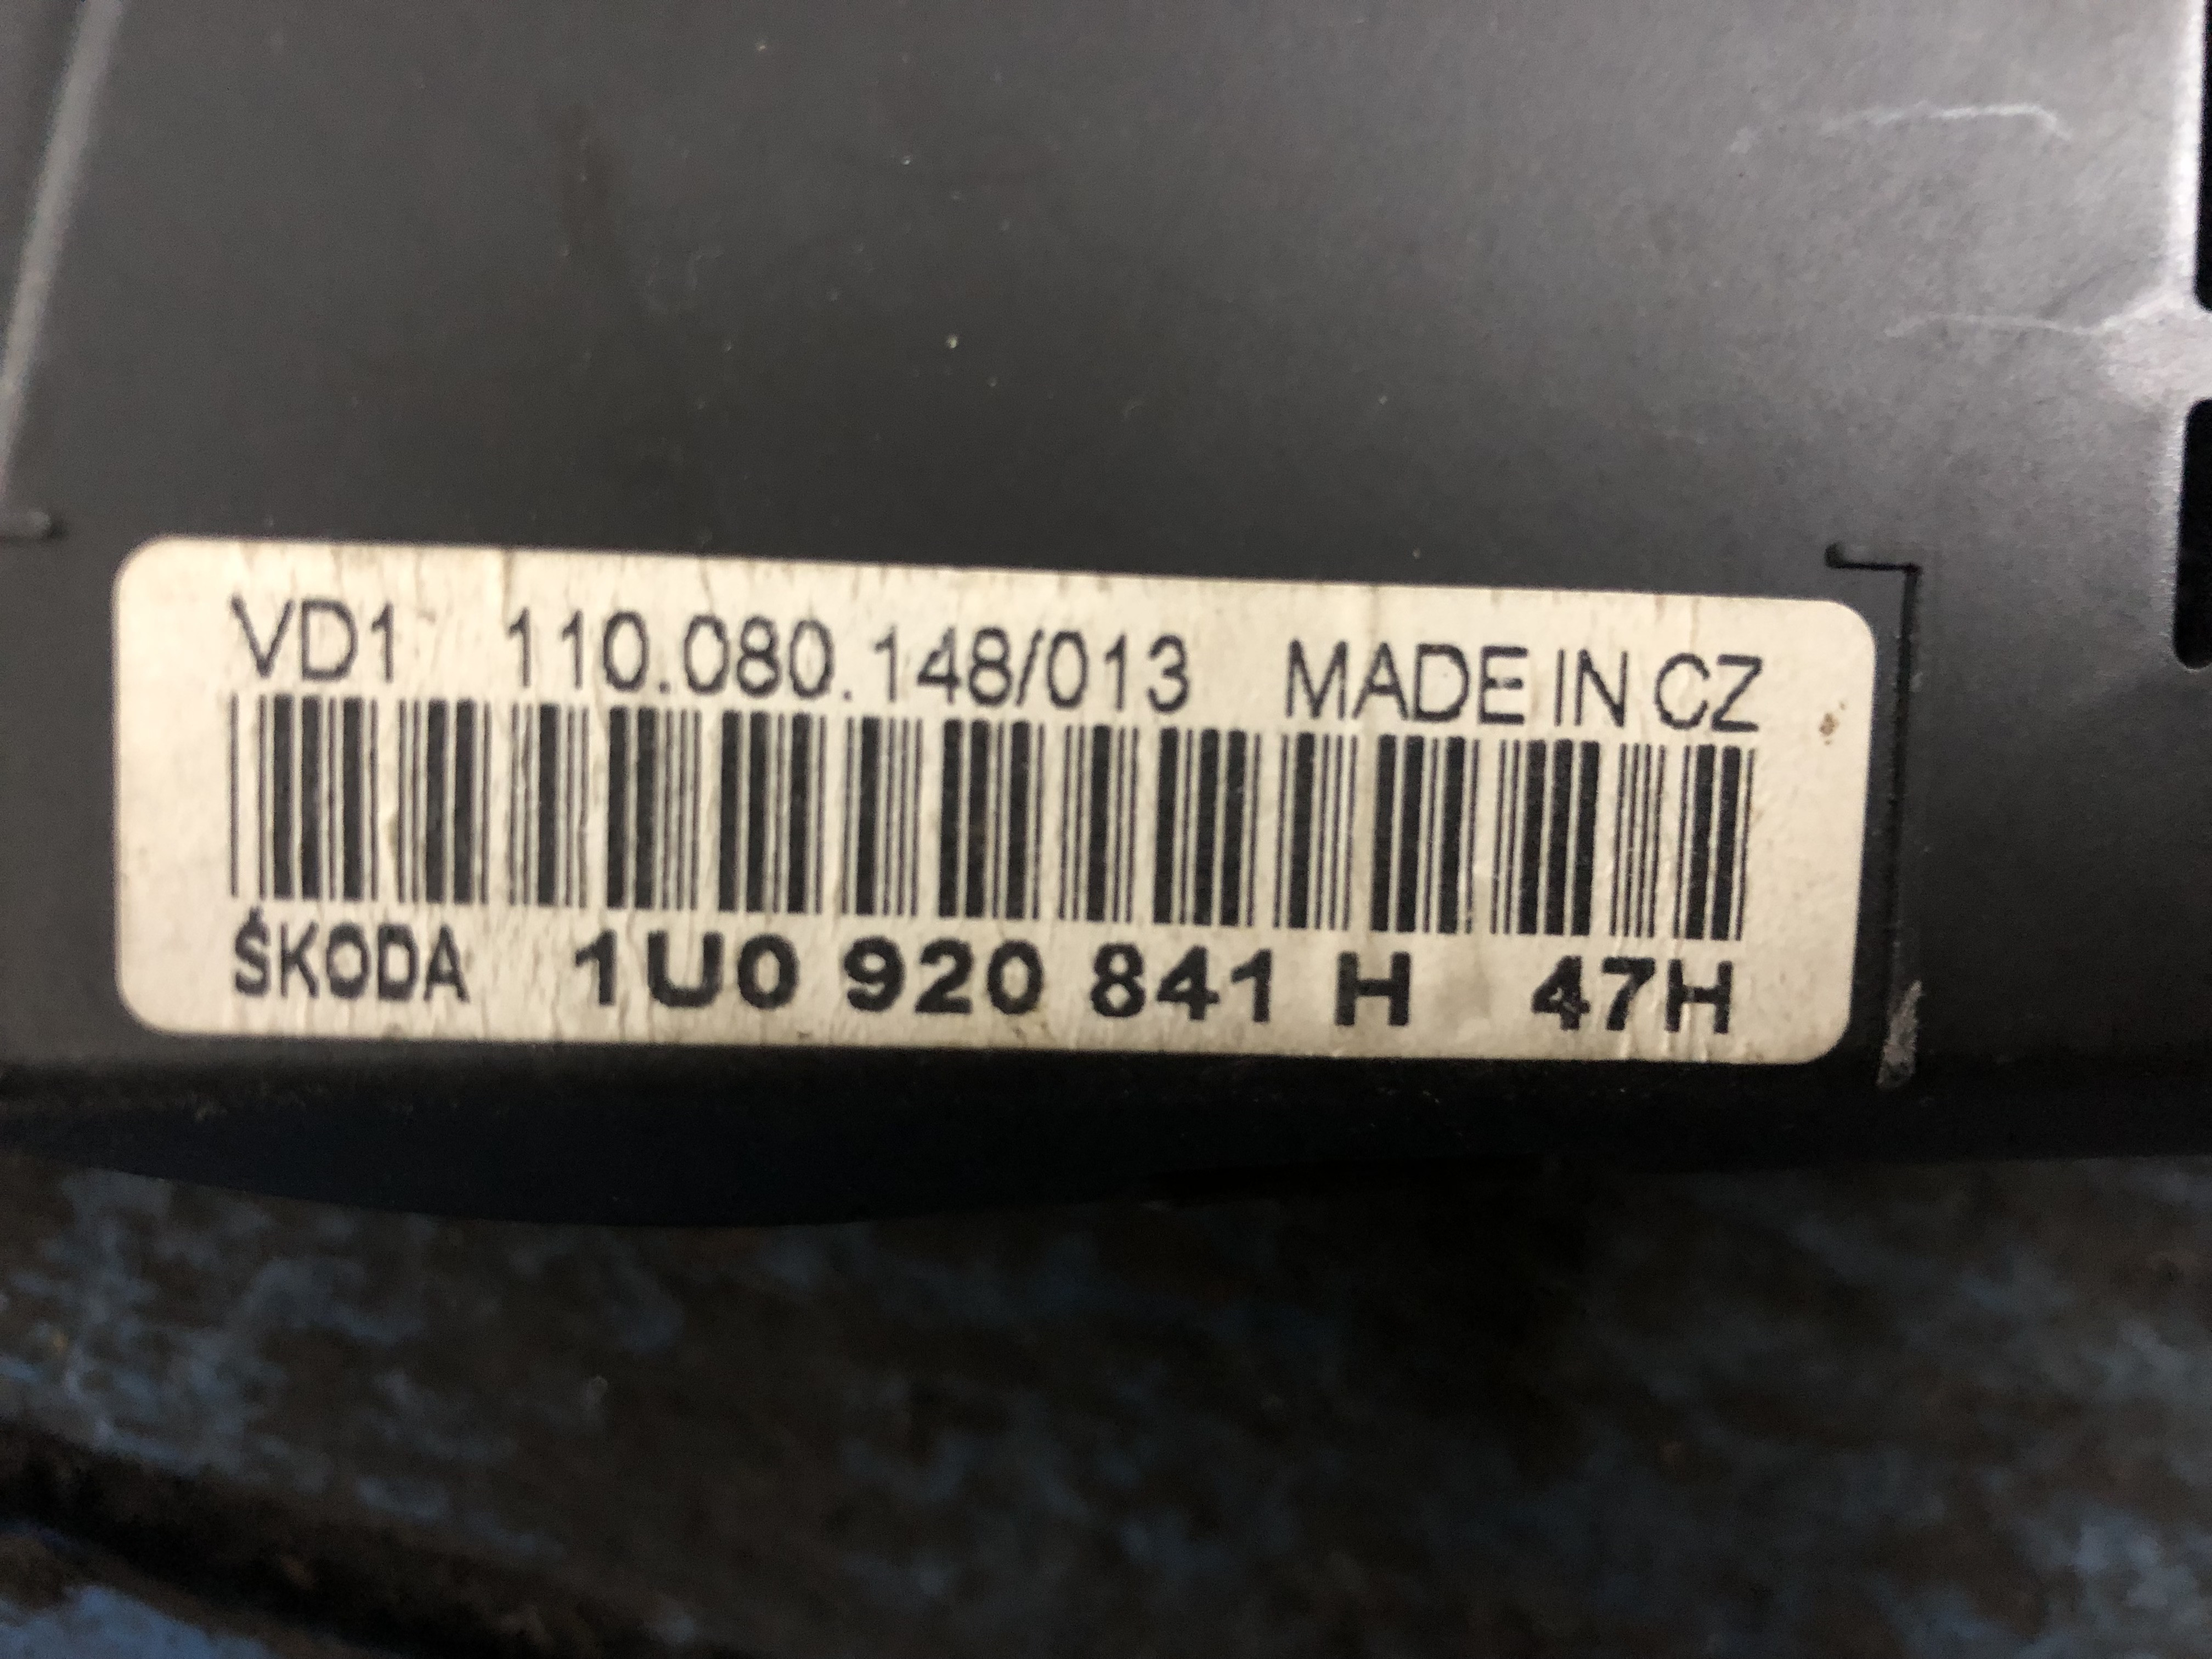 VD1 110.080.148/013 MADE IN CZ
ŠKODA 1U0 920 841 H 47H